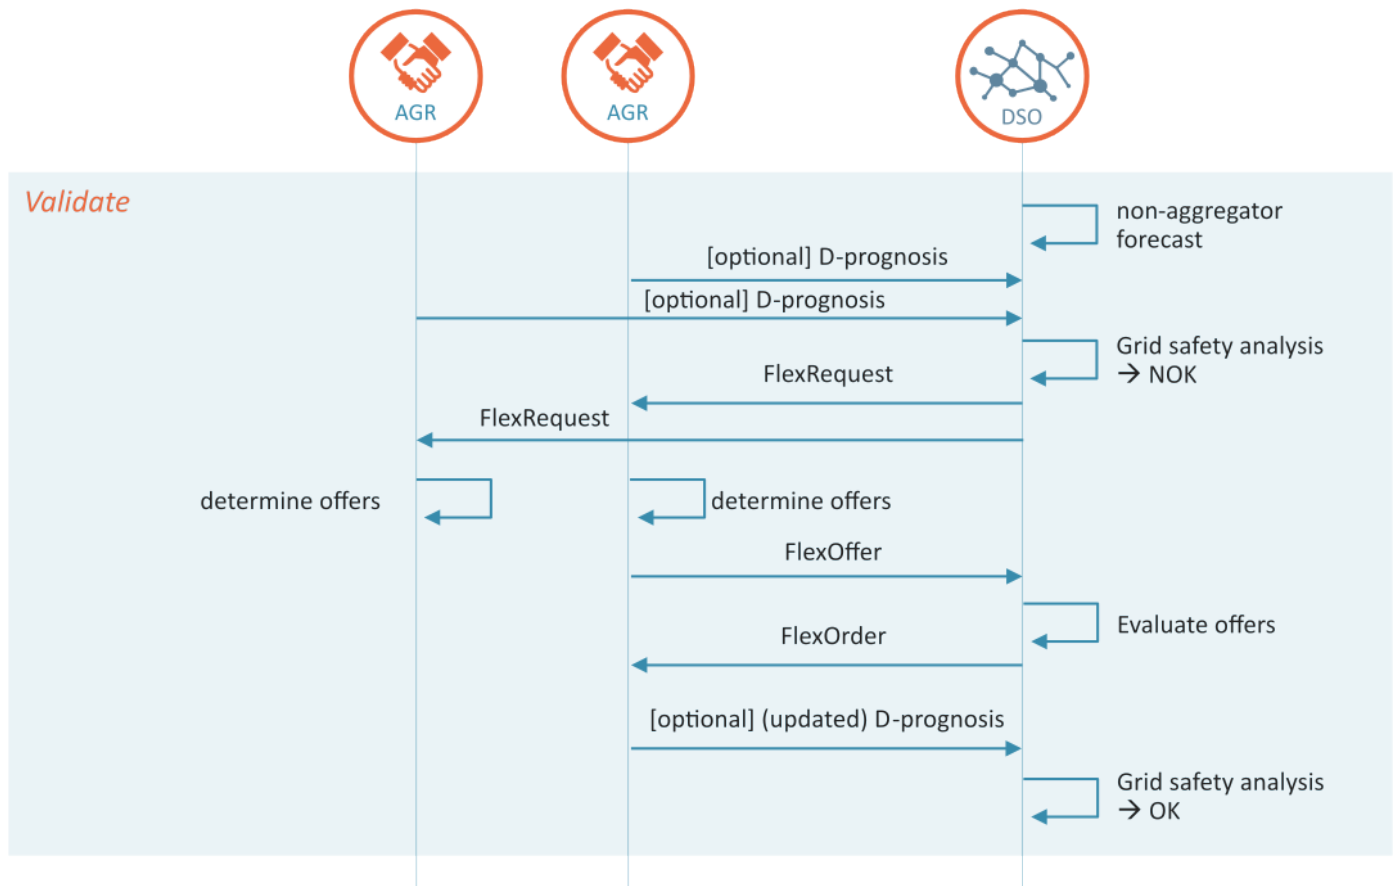 AGR
AGR
DSO
Validate
non-aggregator
forecast
[optional] D-prognosis
[optional] D-prognosis
Grid safety analysis
→ NOK
FlexRequest
FlexRequest
determine offers
determine offers
FlexOffer
Evaluate offers
FlexOrder
[optional] (updated) D-prognosis
Grid safety analysis
→ OK